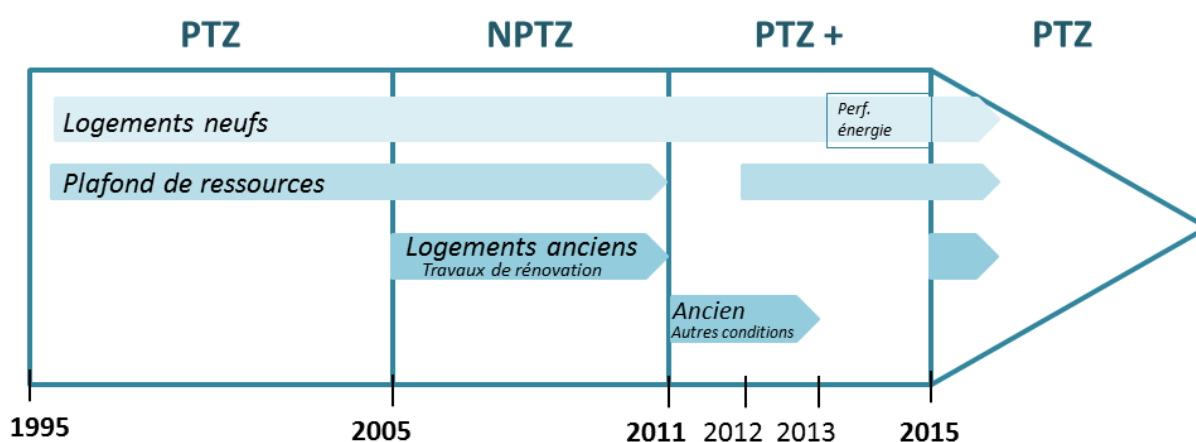 PTZ NPTZ PTZ + PTZ
Logements neufs
Perf.
énergie
Plafond de ressources
Logements anciens
Travaux de rénovation
Ancien
Autres conditions
1995 2005 2011 2012 2013 2015